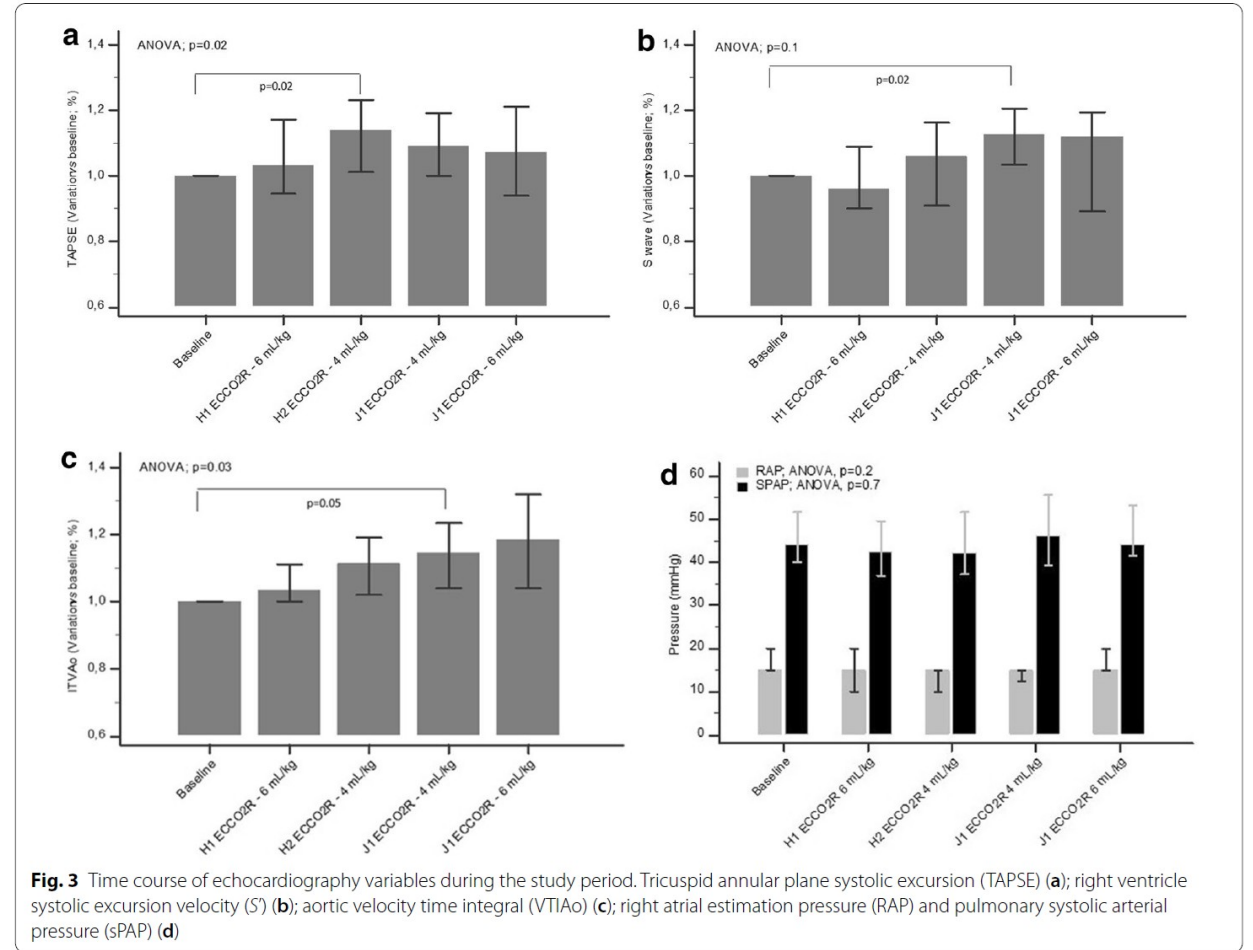 a
ANOVA; p=0.02
p=0.02
TAPSE (Variationvs baseline; %)
1,4
1,2
1,0
0,8
0,6
Baseline
H1 ECCO2R - 6 mL/kg
H2 ECCO2R - 4 mL/kg
J1 ECCO2R - 4 mL/kg
J1 ECCO2R - 6 mL/kg
b
ANOVA; p=0.1
p=0.02
S wave (Variationvs baseline; %)
1,4
1,2
1,0
0,8
0,6
Baseline
H1 ECCO2R - 6 mL/kg
H2 ECCO2R - 4 mL/kg
J1 ECCO2R - 4 mL/kg
J1 ECCO2R - 6 mL/kg
c
ANOVA; p=0.03
p=0.05
ITVAo (Variationvs baseline; %)
1,4
1,2
1,0
0,8
0,6
Baseline
H1 ECCO2R - 6 mL/kg
H2 ECCO2R - 4 mL/kg
J1 ECCO2R - 4 mL/kg
J1 ECCO2R - 6 mL/kg
d
RAP; ANOVA, p=0.2
SPAP; ANOVA, p=0.7
Pressure (mmHg)
60
50
40
30
20
10
0
Baseline
H1 ECCO2R 6 mL/kg
H2 ECCO2R 4 mL/kg
J1 ECCO2R 4 mL/kg
J1 ECCO2R 6 mL/kg
Fig. 3 Time course of echocardiography variables during the study period. Tricuspid annular plane systolic excursion (TAPSE) (a); right ventricle
systolic excursion velocity (S′) (b); aortic velocity time integral (VTIAo) (c); right atrial estimation pressure (RAP) and pulmonary systolic arterial
pressure (sPAP) (d)